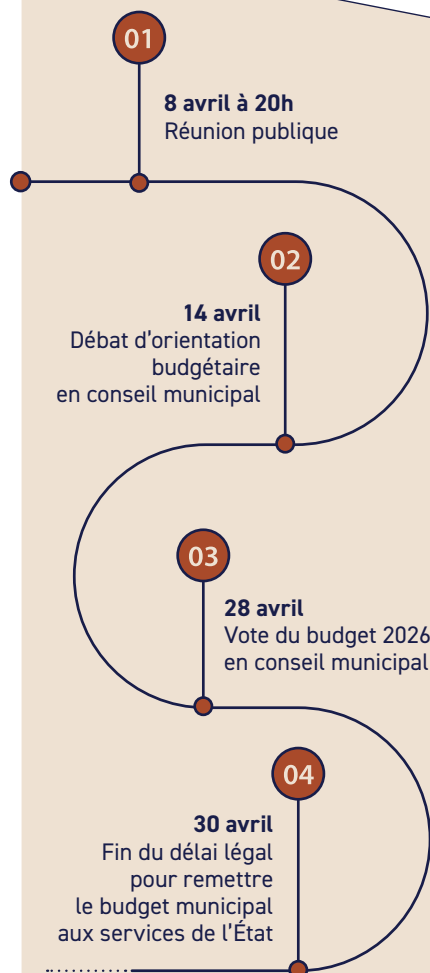 01
8 avril à 20h
Réunion publique
02
14 avril
Débat d'orientation
budgétaire
en conseil municipal
03
28 avril
Vote du budget 2026
en conseil municipal
04
30 avril
Fin du délai légal
pour remettre
le budget municipal
aux services de l'État